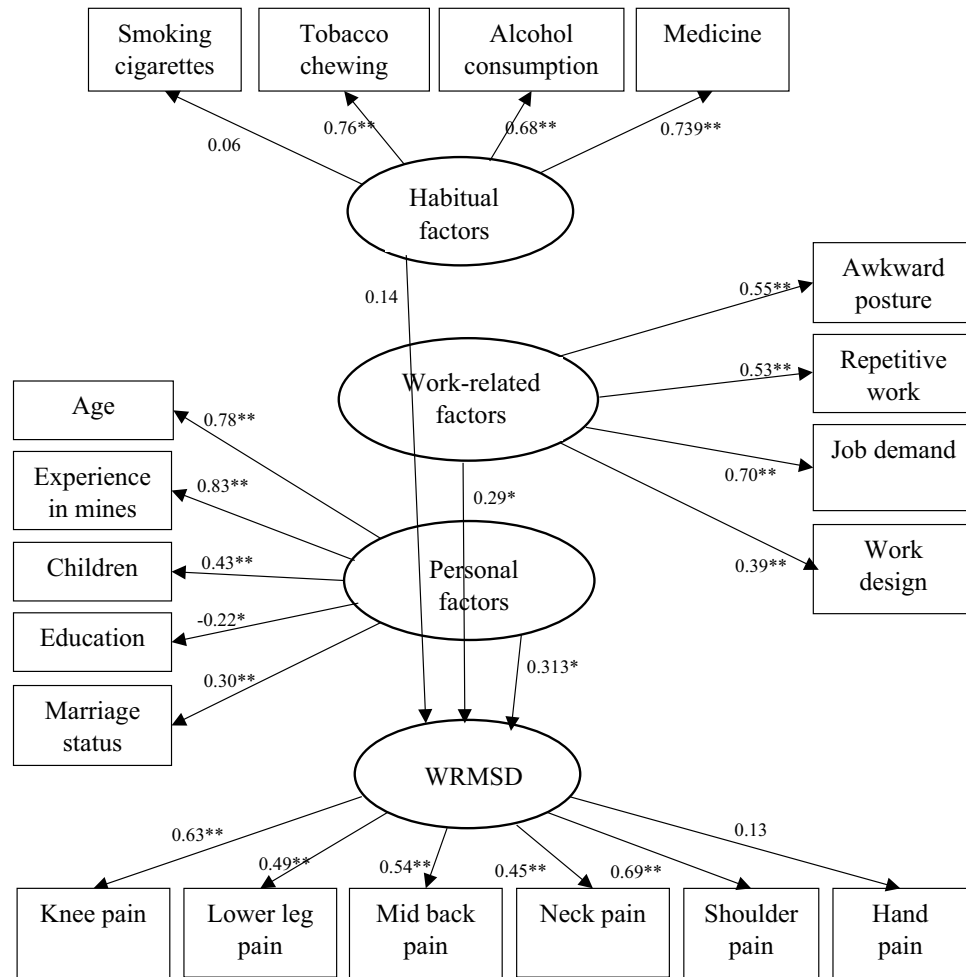 Smoking
cigarettes
Tobacco
chewing
Alcohol
consumption
Medicine
0.06
0.76**
0.68**
0.739**
Habitual
factors
0.14
Awkward
posture
0.55**
Work-related
factors
Repetitive
work
0.53**
Job demand
0.70**
Work
design
0.39**
Age
0.78**
Experience
in mines
0.83**
Children
0.43**
Education
-0.22*
Marriage
status
0.30**
0.29*
Personal
factors
0.313*
WRMSD
0.63**
0.49**
0.54**
0.45**
0.69**
0.13
Knee pain
Lower leg
pain
Mid back
pain
Neck pain
Shoulder
pain
Hand
pain